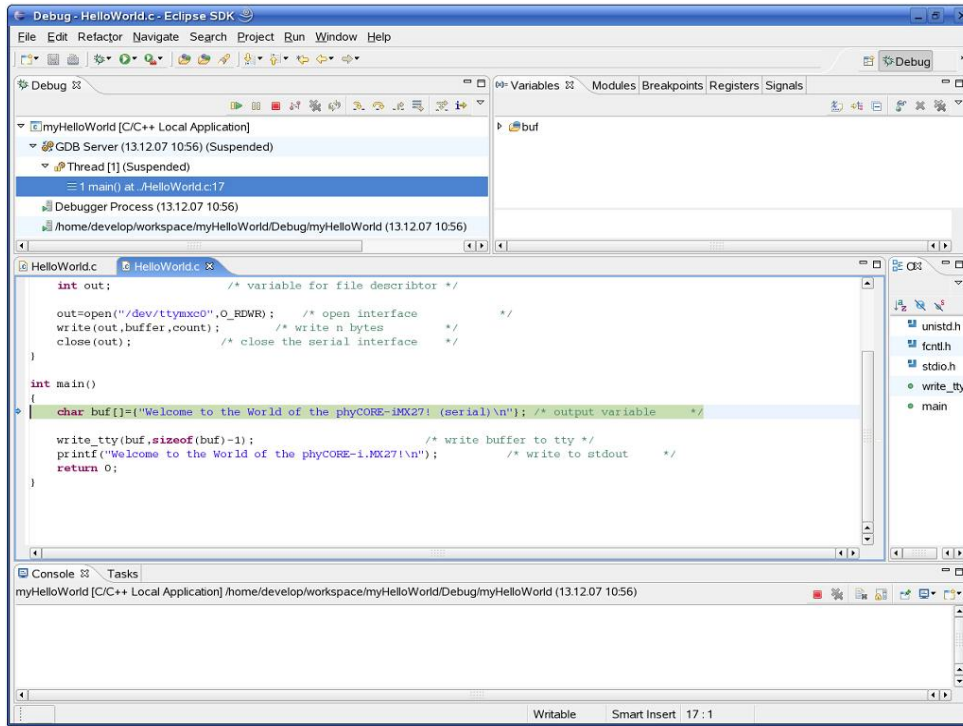 Debug - HelloWorld.c - Eclipse SDK
File Edit Refactor Navigate Search Project Run Window Help
Debug
Debug
myHelloWorld [C/C++ Local Application]
GDB Server (13.12.07 10:56) (Suspended)
Thread [1] (Suspended)
1 main() at ../HelloWorld.c:17
Debugger Process (13.12.07 10:56)
/home/develop/workspace/myHelloWorld/Debug/myHelloWorld (13.12.07 10:56)
Variables Modules Breakpoints Registers Signals
buf
HelloWorld.c HelloWorld.c
int out; /* variable for file describtor */
out=open("/dev/ttymxc0",O_RDWR); /* open interface */
write(out,buffer,count); /* write n bytes */
close(out); /* close the serial interface */
}
int main()
{
char buf[]={"Welcome to the World of the phyCORE-iMX27! (serial)\n"}; /* output variable */
write_tty(buf,sizeof(buf)-1); /* write buffer to tty */
printf("Welcome to the World of the phyCORE-i.MX27!\n"); /* write to stdout */
return 0;
}
unistd.h
fcntl.h
stdio.h
write_tty
main
Console Tasks
myHelloWorld [C/C++ Local Application] /home/develop/workspace/myHelloWorld/Debug/myHelloWorld (13.12.07 10:56)
Writable Smart Insert 17 : 1